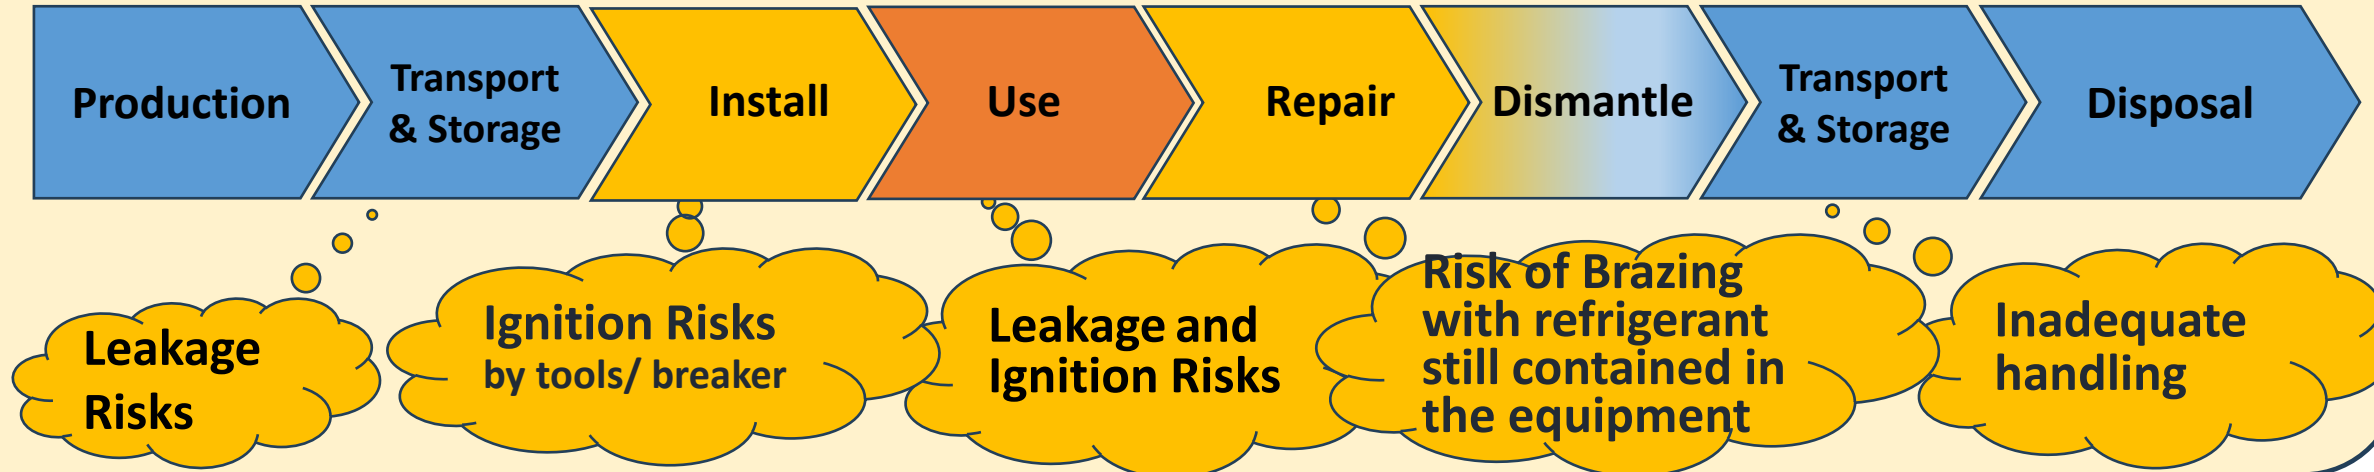 Production
Transport
& Storage
Install
Use
Repair
Dismantle
Transport
& Storage
Disposal
Leakage
Risks
Ignition Risks
by tools/ breaker
Leakage and
Ignition Risks
Risk of Brazing
with refrigerant
still contained in
the equipment
Inadequate
handling